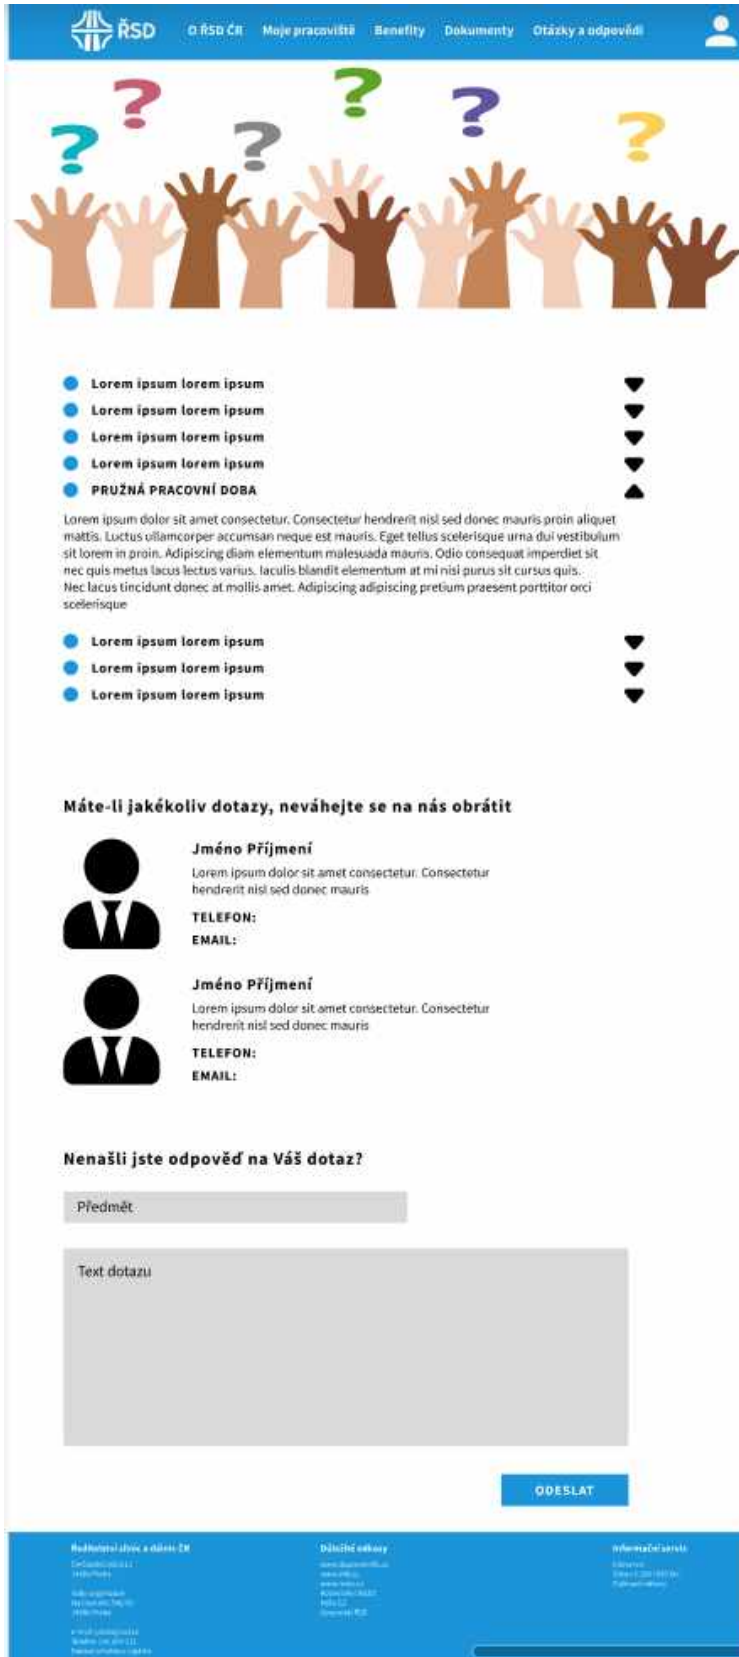 ŘSD
O ŘSD ČR Moje pracoviště Benefity Dokumenty Otázky a odpovědi
Lorem ipsum lorem ipsum
Lorem ipsum lorem ipsum
Lorem ipsum lorem ipsum
Lorem ipsum lorem ipsum
PRUŽNÁ PRACOVNÍ DOBA
Lorem ipsum dolor sit amet consectetur. Consectetur hendrerit nisl sed donec mauris proin aliquet
mattis. Luctus ullamcorper accumsan neque est mauris. Eget tellus scelerisque urna dui vestibulum
sit lorem in proin. Adipiscing diam elementum malesuada mauris. Odio consequat imperdiet sit
nec quis metus lacus lectus varius. Iaculis blandit elementum at mi nisi purus sit cursus quis.
Nec lacus tincidunt donec at mollis amet. Adipiscing adipiscing pretium praesent porttitor orci
scelerisque
Lorem ipsum lorem ipsum
Lorem ipsum lorem ipsum
Lorem ipsum lorem ipsum
Máte-li jakékoliv dotazy, neváhejte se na nás obrátit
Jméno Příjmení
Lorem ipsum dolor sit amet consectetur. Consectetur
hendrerit nisl sed donec mauris
TELEFON:
EMAIL:
Jméno Příjmení
Lorem ipsum dolor sit amet consectetur. Consectetur
hendrerit nisl sed donec mauris
TELEFON:
EMAIL:
Nenašli jste odpověď na Váš dotaz?
Předmět
Text dotazu
ODESLAT
Ředitelství silnic a dálnic ČR
Důležité odkazy
Informační servis